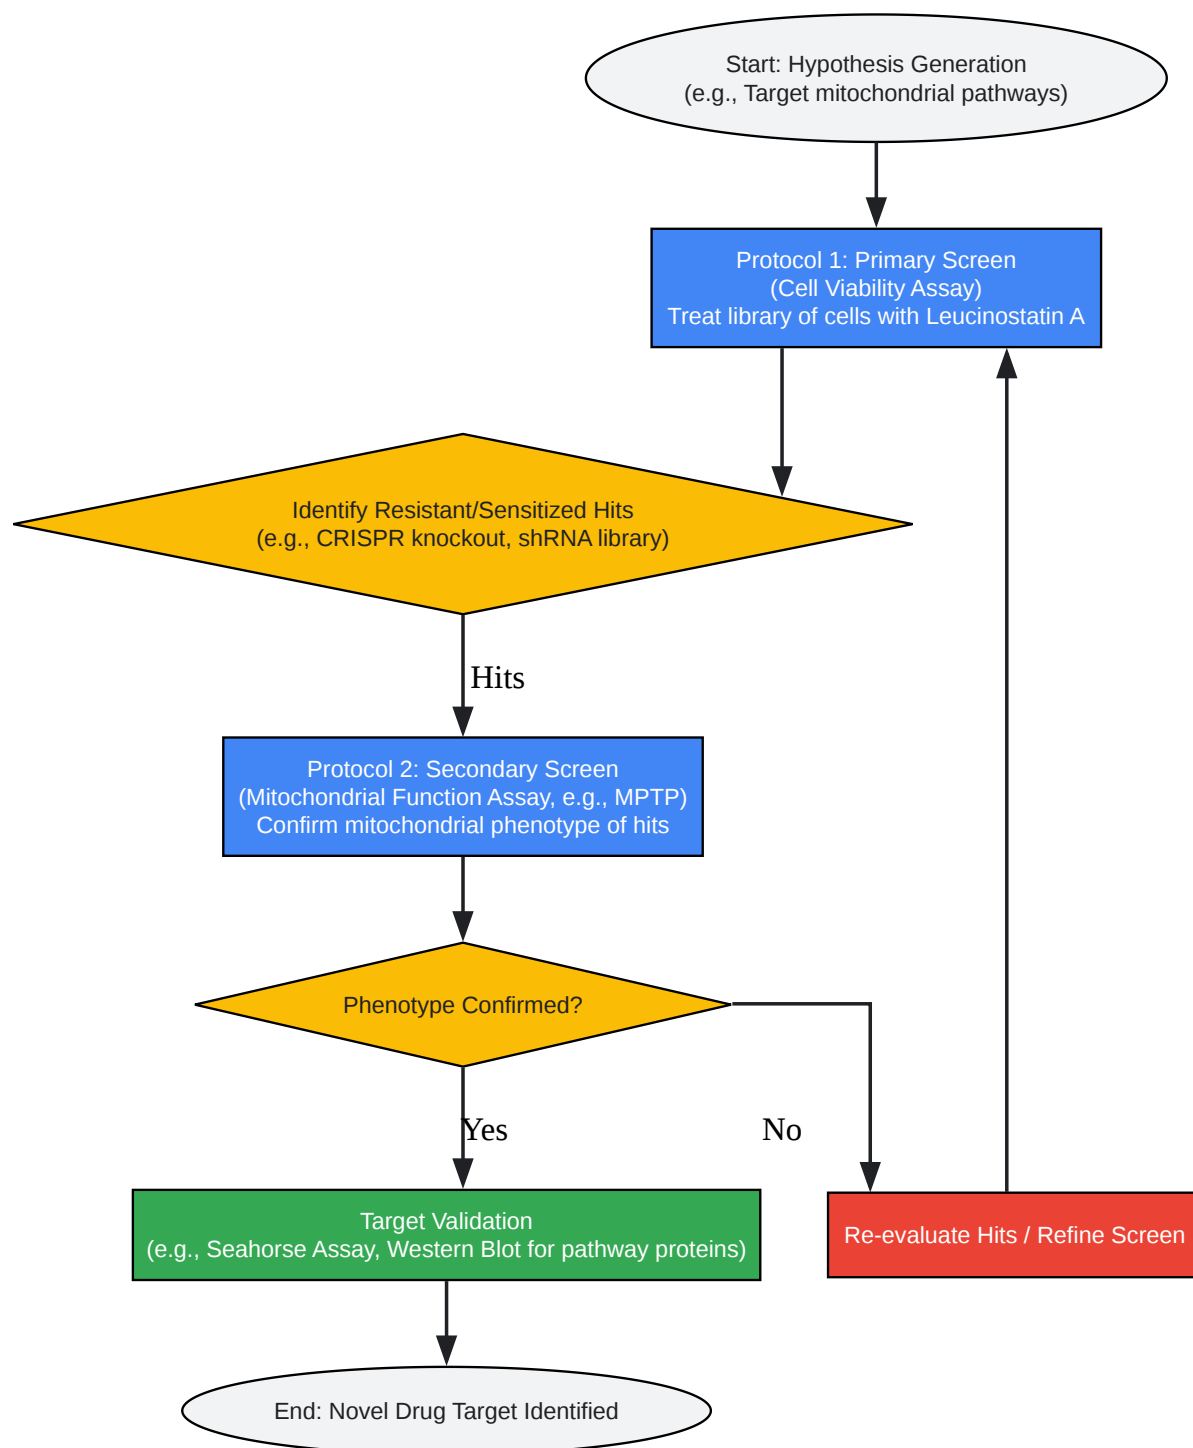 Start: Hypothesis Generation
(e.g., Target mitochondrial pathways)
Protocol 1: Primary Screen
(Cell Viability Assay)
Treat library of cells with Leucinostatin A
Identify Resistant/Sensitized Hits
(e.g., CRISPR knockout, shRNA library)
Hits
Protocol 2: Secondary Screen
(Mitochondrial Function Assay, e.g., MPTP)
Confirm mitochondrial phenotype of hits
Phenotype Confirmed?
Yes
No
Target Validation
(e.g., Seahorse Assay, Western Blot for pathway proteins)
Re-evaluate Hits / Refine Screen
End: Novel Drug Target Identified